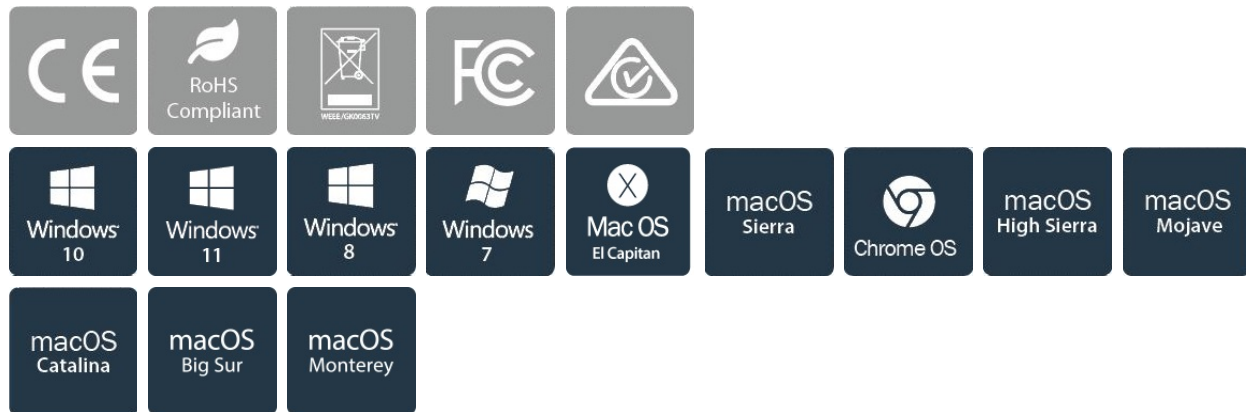 CE
RoHS
Compliant
WEEE/GK0063TV
FC
Windows
10
Windows
11
Windows
8
Windows
7
X
Mac OS
El Capitan
macOS
Sierra
Chrome OS
macOS
High Sierra
macOS
Mojave
macOS
Catalina
macOS
Big Sur
macOS
Monterey